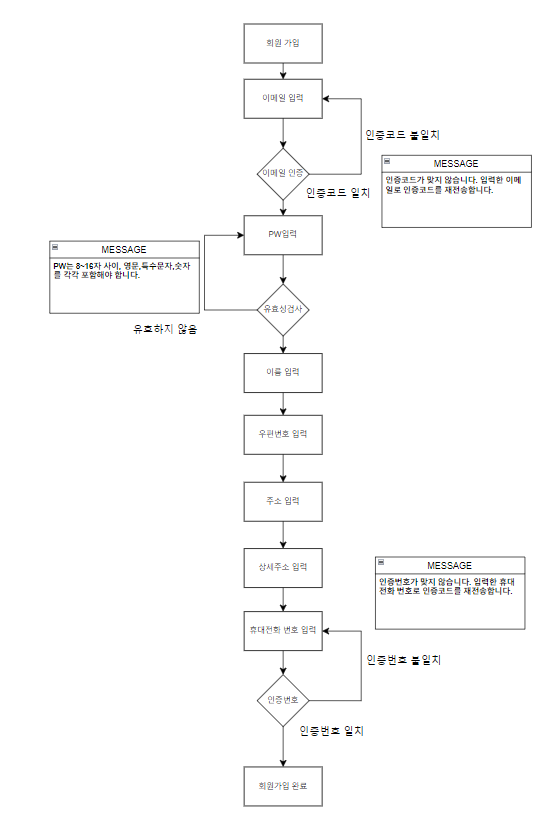 회원 가입
이메일 입력
인증코드 불일치
MESSAGE
인증코드가 맞지 않습니다. 입력한 이메
일로 인증코드를 재전송합니다.
이메일 인증
인증코드 일치
PW입력
MESSAGE
PW는 8~16자 사이, 영문,특수문자,숫자
를 각각 포함해야 합니다.
유효성검사
유효하지 않음
이름 입력
우편번호 입력
주소 입력
상세주소 입력
MESSAGE
인증번호가 맞지 않습니다. 입력한 휴대
전화 번호로 인증코드를 재전송합니다.
휴대전화 번호 입력
인증번호 불일치
인증번호
인증번호 일치
회원가입 완료